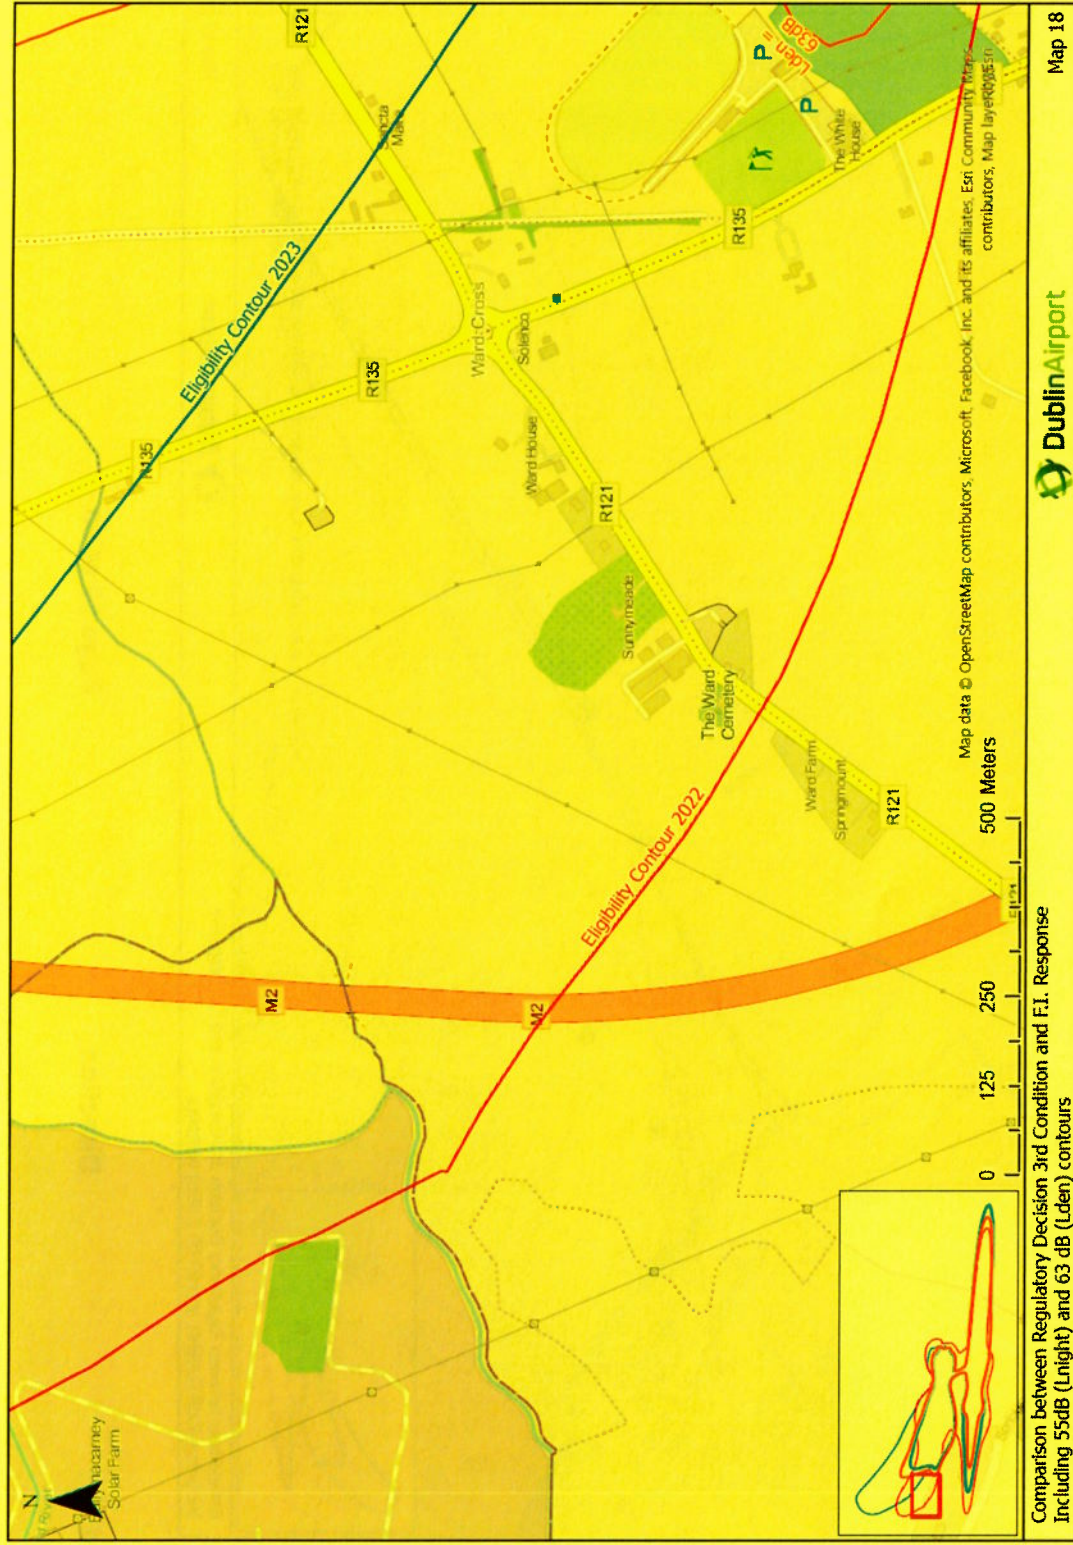 N
Solar Farm
M2
M2
R135
R135
R135
R121
R121
R121
Eligibility Contour 2023
Eligibility Contour 2022
Ward Cross
Solenco
Ward House
Sunnymeade
The Ward
Cemetery
Ward Farm
Springmount
The White
House
P
P
Lden =
63dB
Map data © OpenStreetMap contributors, Microsoft, Facebook, Inc. and its affiliates, Esri Community Maps
contributors, Map layer by Esri
0 125 250 500 Meters
Comparison between Regulatory Decision 3rd Condition and F.I. Response
Including 55dB (Lnight) and 63 dB (Lden) contours
DublinAirport
Map 18